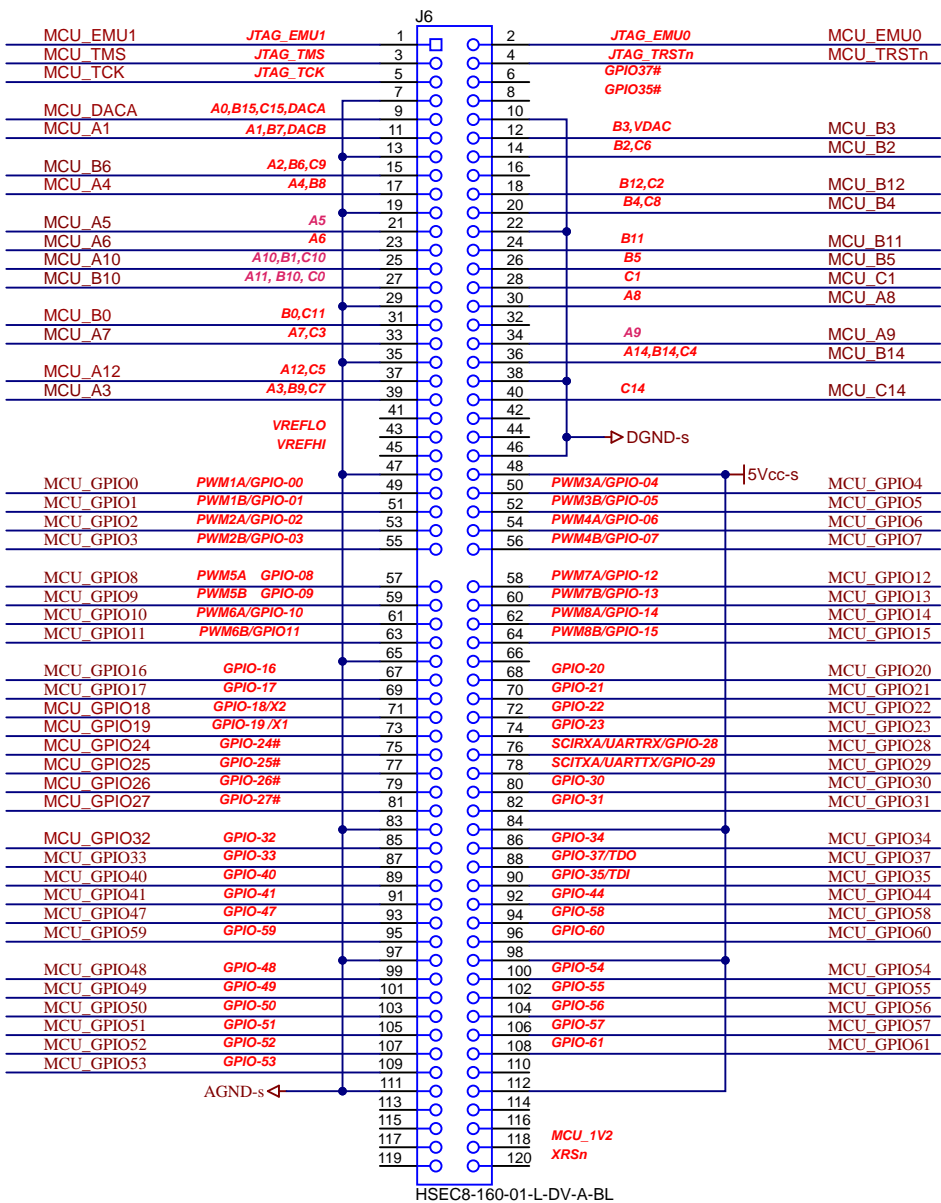 J6
MCU_EMU1 JTAG_EMU1 1 2 JTAG_EMU0 MCU_EMU0
MCU_TMS JTAG_TMS 3 4 JTAG_TRSTn MCU_TRSTn
MCU_TCK JTAG_TCK 5 6 GPIO37#
7 8 GPIO35#
MCU_DACA A0,B15,C15,DACA 9 10
MCU_A1 A1,B7,DACB 11 12 B3,VDAC MCU_B3
13 14 B2,C6 MCU_B2
MCU_B6 A2,B6,C9 15 16
MCU_A4 A4,B8 17 18 B12,C2 MCU_B12
19 20 B4,C8 MCU_B4
MCU_A5 A5 21 22
MCU_A6 A6 23 24 B11 MCU_B11
MCU_A10 A10,B1,C10 25 26 B5 MCU_B5
MCU_B10 A11, B10, C0 27 28 C1 MCU_C1
29 30 A8 MCU_A8
MCU_B0 B0,C11 31 32
MCU_A7 A7,C3 33 34 A9 MCU_A9
35 36 A14,B14,C4 MCU_B14
MCU_A12 A12,C5 37 38
MCU_A3 A3,B9,C7 39 40 C14 MCU_C14
41 42
VREFLO 43 44 DGND-s
VREFHI 45 46
47 48 5Vcc-s
MCU_GPIO0 PWM1A/GPIO-00 49 50 PWM3A/GPIO-04 MCU_GPIO4
MCU_GPIO1 PWM1B/GPIO-01 51 52 PWM3B/GPIO-05 MCU_GPIO5
MCU_GPIO2 PWM2A/GPIO-02 53 54 PWM4A/GPIO-06 MCU_GPIO6
MCU_GPIO3 PWM2B/GPIO-03 55 56 PWM4B/GPIO-07 MCU_GPIO7
MCU_GPIO8 PWM5A GPIO-08 57 58 PWM7A/GPIO-12 MCU_GPIO12
MCU_GPIO9 PWM5B GPIO-09 59 60 PWM7B/GPIO-13 MCU_GPIO13
MCU_GPIO10 PWM6A/GPIO-10 61 62 PWM8A/GPIO-14 MCU_GPIO14
MCU_GPIO11 PWM6B/GPIO11 63 64 PWM8B/GPIO-15 MCU_GPIO15
65 66
MCU_GPIO16 GPIO-16 67 68 GPIO-20 MCU_GPIO20
MCU_GPIO17 GPIO-17 69 70 GPIO-21 MCU_GPIO21
MCU_GPIO18 GPIO-18/X2 71 72 GPIO-22 MCU_GPIO22
MCU_GPIO19 GPIO-19 /X1 73 74 GPIO-23 MCU_GPIO23
MCU_GPIO24 GPIO-24# 75 76 SCIRXA/UARTRX/GPIO-28 MCU_GPIO28
MCU_GPIO25 GPIO-25# 77 78 SCITXA/UARTTX/GPIO-29 MCU_GPIO29
MCU_GPIO26 GPIO-26# 79 80 GPIO-30 MCU_GPIO30
MCU_GPIO27 GPIO-27# 81 82 GPIO-31 MCU_GPIO31
83 84
MCU_GPIO32 GPIO-32 85 86 GPIO-34 MCU_GPIO34
MCU_GPIO33 GPIO-33 87 88 GPIO-37/TDO MCU_GPIO37
MCU_GPIO40 GPIO-40 89 90 GPIO-35/TDI MCU_GPIO35
MCU_GPIO41 GPIO-41 91 92 GPIO-44 MCU_GPIO44
MCU_GPIO47 GPIO-47 93 94 GPIO-58 MCU_GPIO58
MCU_GPIO59 GPIO-59 95 96 GPIO-60 MCU_GPIO60
97 98
MCU_GPIO48 GPIO-48 99 100 GPIO-54 MCU_GPIO54
MCU_GPIO49 GPIO-49 101 102 GPIO-55 MCU_GPIO55
MCU_GPIO50 GPIO-50 103 104 GPIO-56 MCU_GPIO56
MCU_GPIO51 GPIO-51 105 106 GPIO-57 MCU_GPIO57
MCU_GPIO52 GPIO-52 107 108 GPIO-61 MCU_GPIO61
MCU_GPIO53 GPIO-53 109 110
AGND-s 111 112
113 114
115 116
117 118 MCU_1V2
119 120 XRSn
HSEC8-160-01-L-DV-A-BL